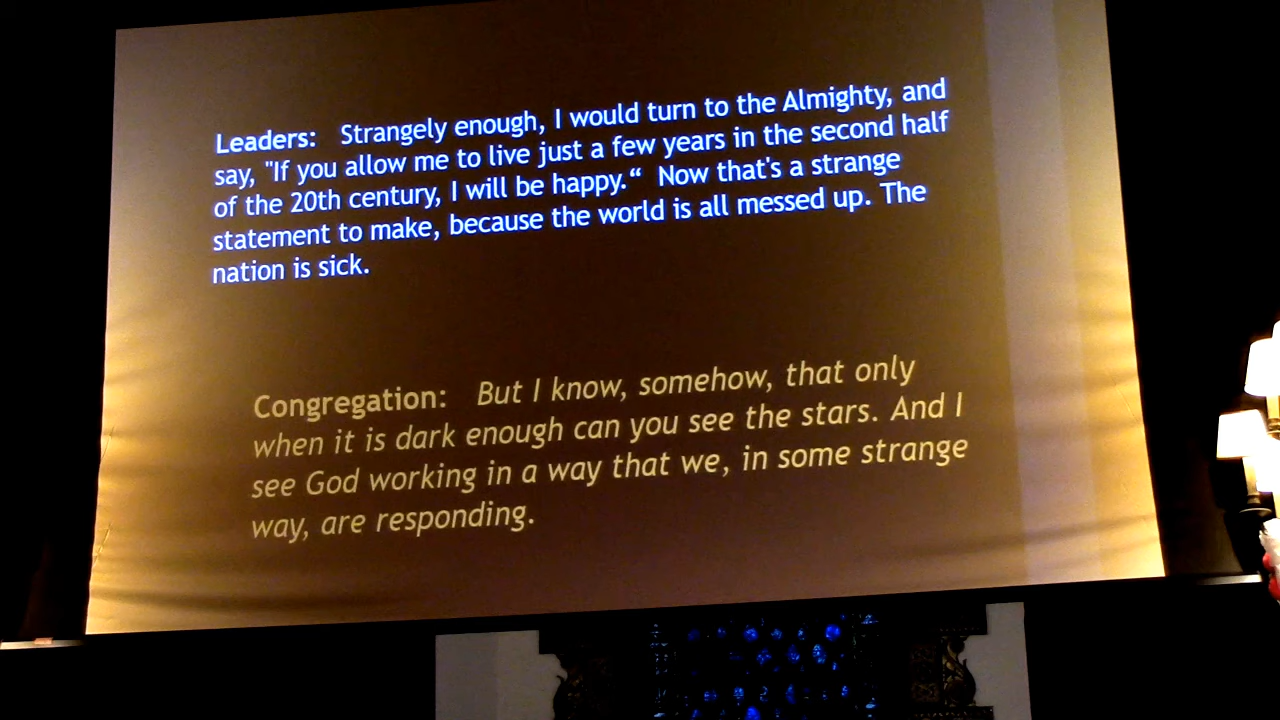 Leaders: Strangely enough, I would turn to the Almighty, and
say, "If you allow me to live just a few years in the second half
of the 20th century, I will be happy.“ Now that's a strange
statement to make, because the world is all messed up. The
nation is sick.
Congregation: But I know, somehow, that only
when it is dark enough can you see the stars. And I
see God working in a way that we, in some strange
way, are responding.